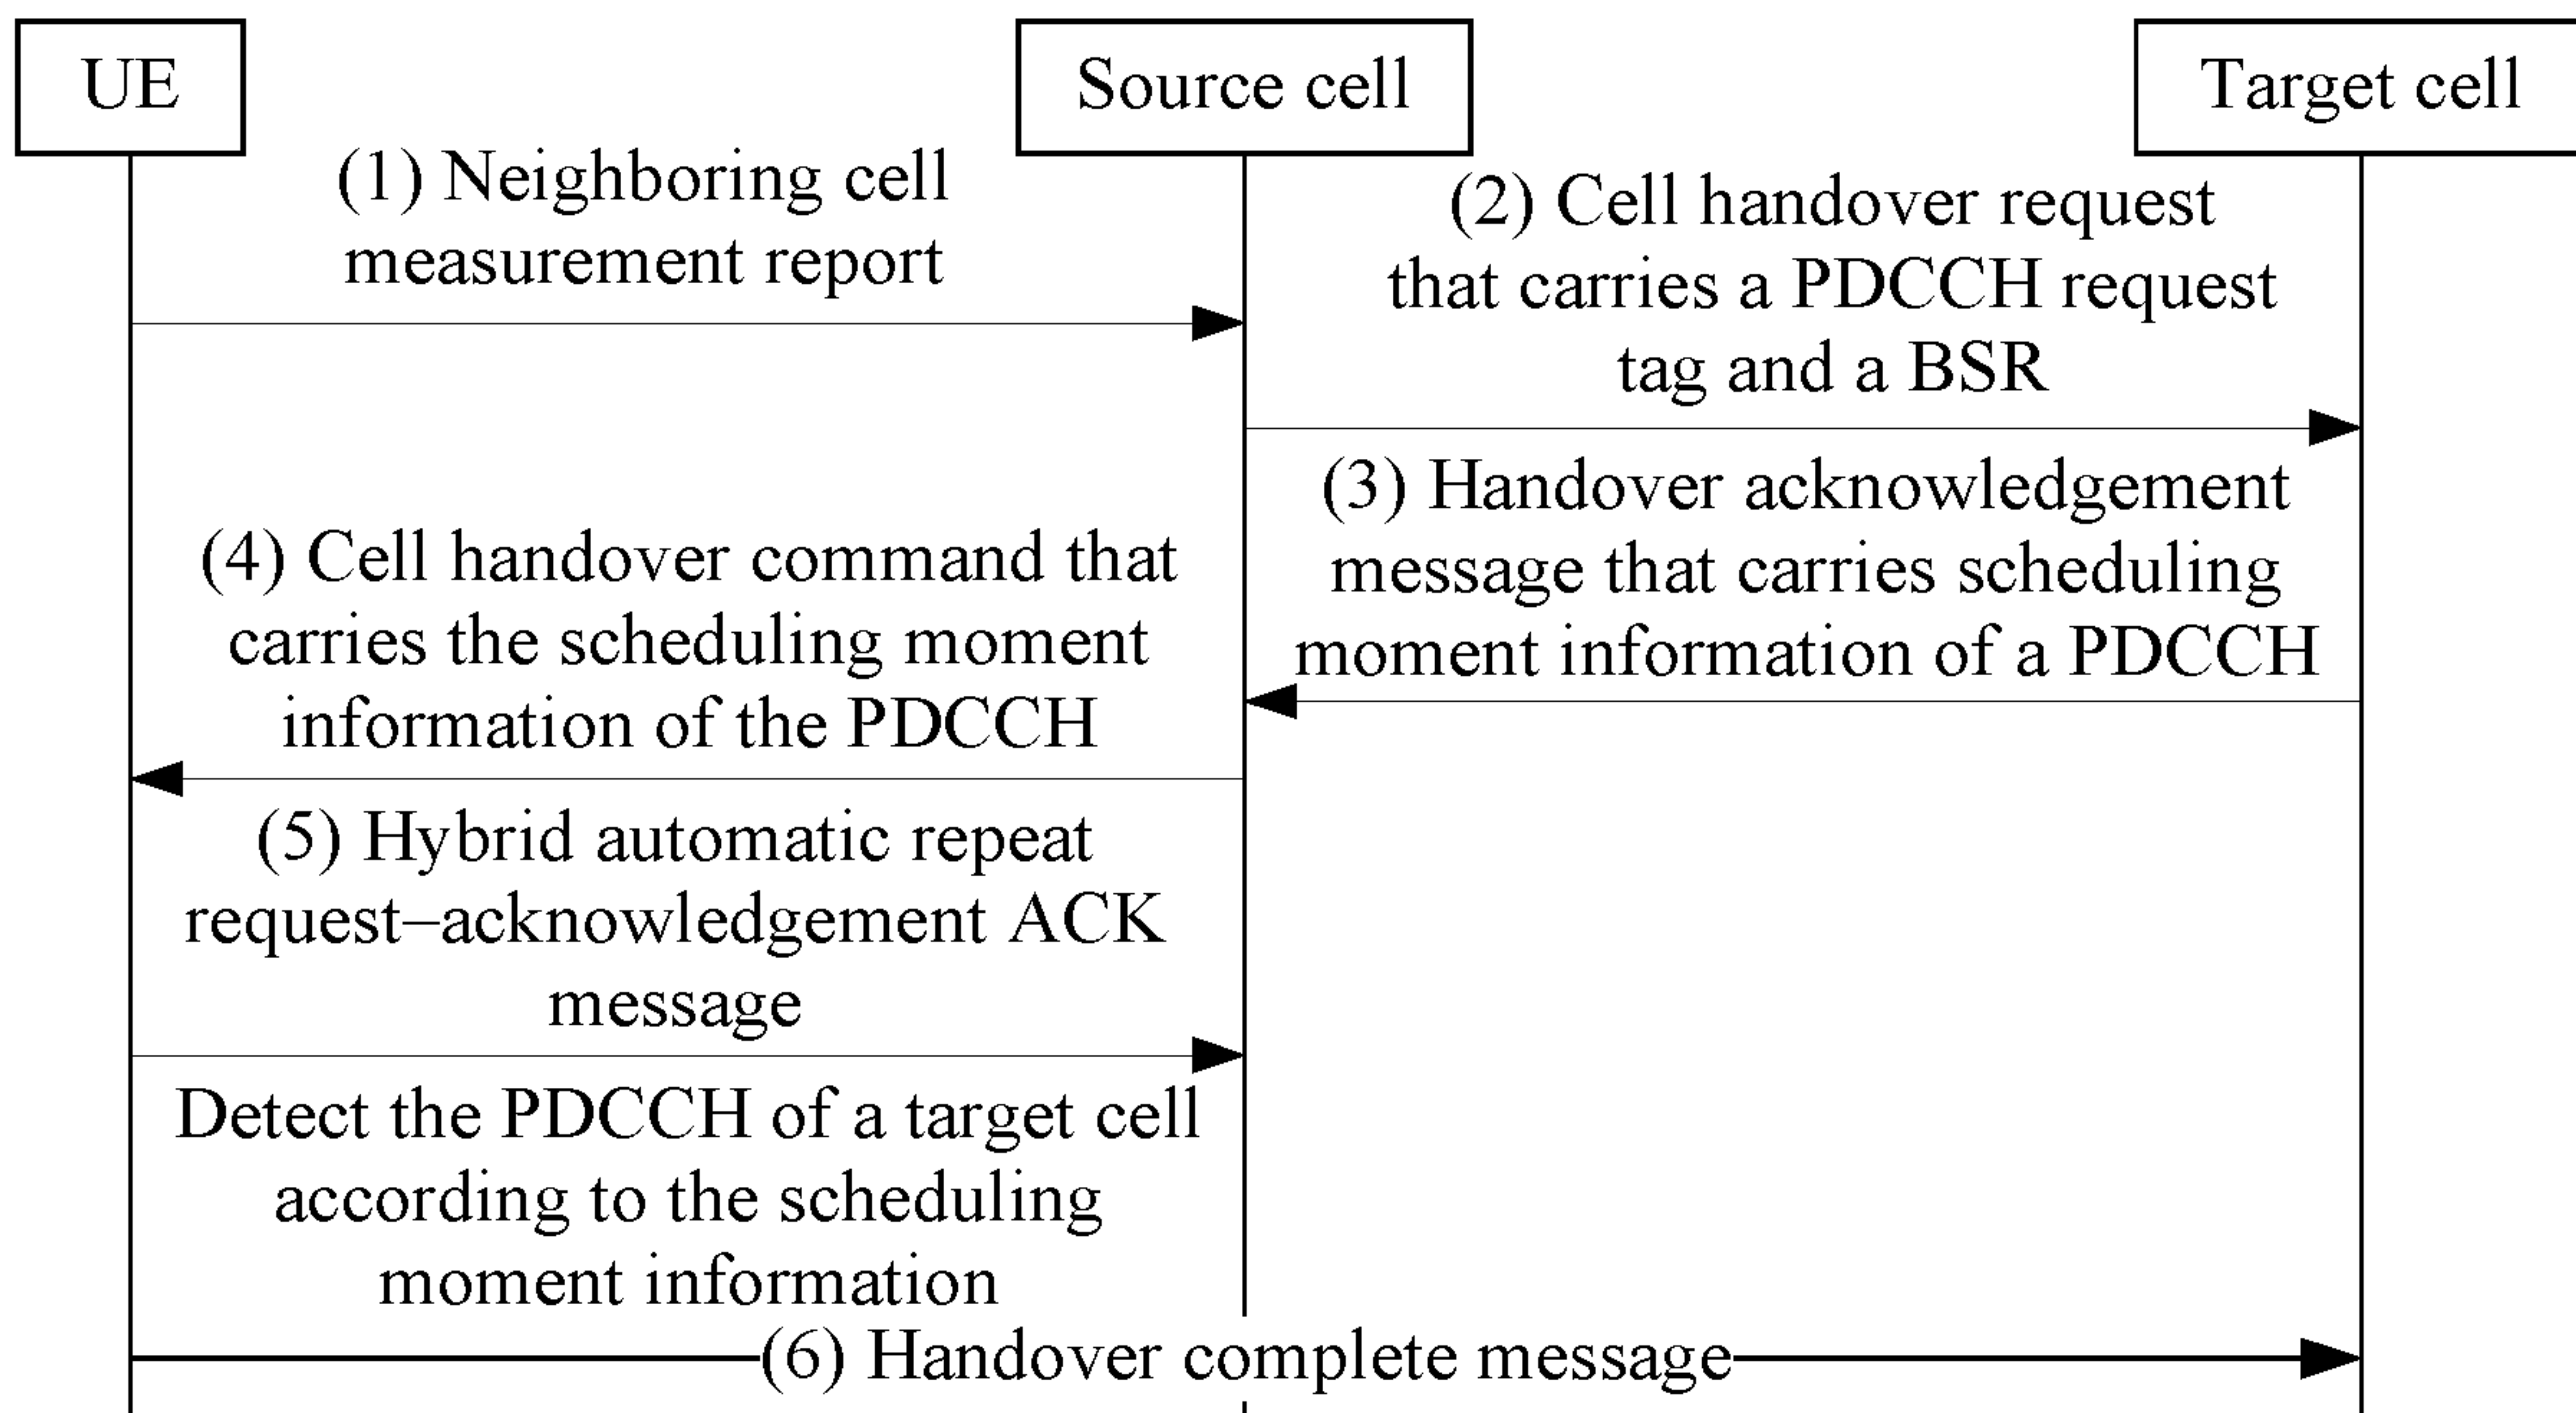 UE
Source cell
Target cell
(1) Neighboring cell
measurement report
(2) Cell handover request
that carries a PDCCH request
tag and a BSR
(3) Handover acknowledgement
message that carries scheduling
moment information of a PDCCH
(4) Cell handover command that
carries the scheduling moment
information of the PDCCH
(5) Hybrid automatic repeat
request–acknowledgement ACK
message
Detect the PDCCH of a target cell
according to the scheduling
moment information
(6) Handover complete message